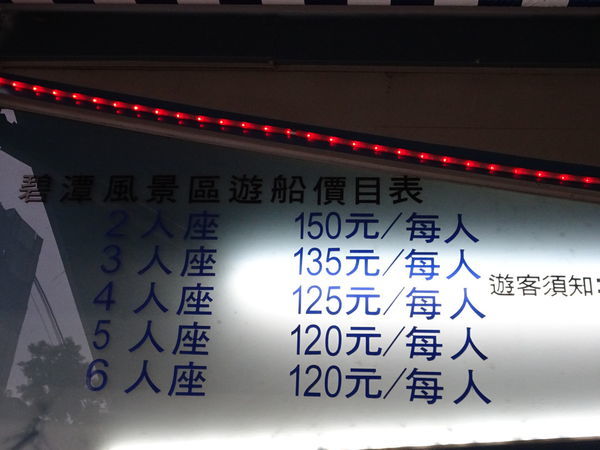 碧潭風景區遊船價目表
2人座 150元/每人
3人座 135元/每人
4人座 125元/每人
5人座 120元/每人
6人座 120元/每人
遊客須知: